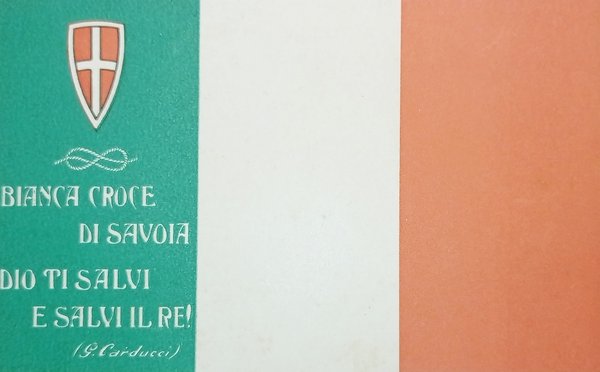 BIANCA CROCE
DI SAVOIA
DIO TI SALVI
E SALVI IL RE!
(G. Carducci)